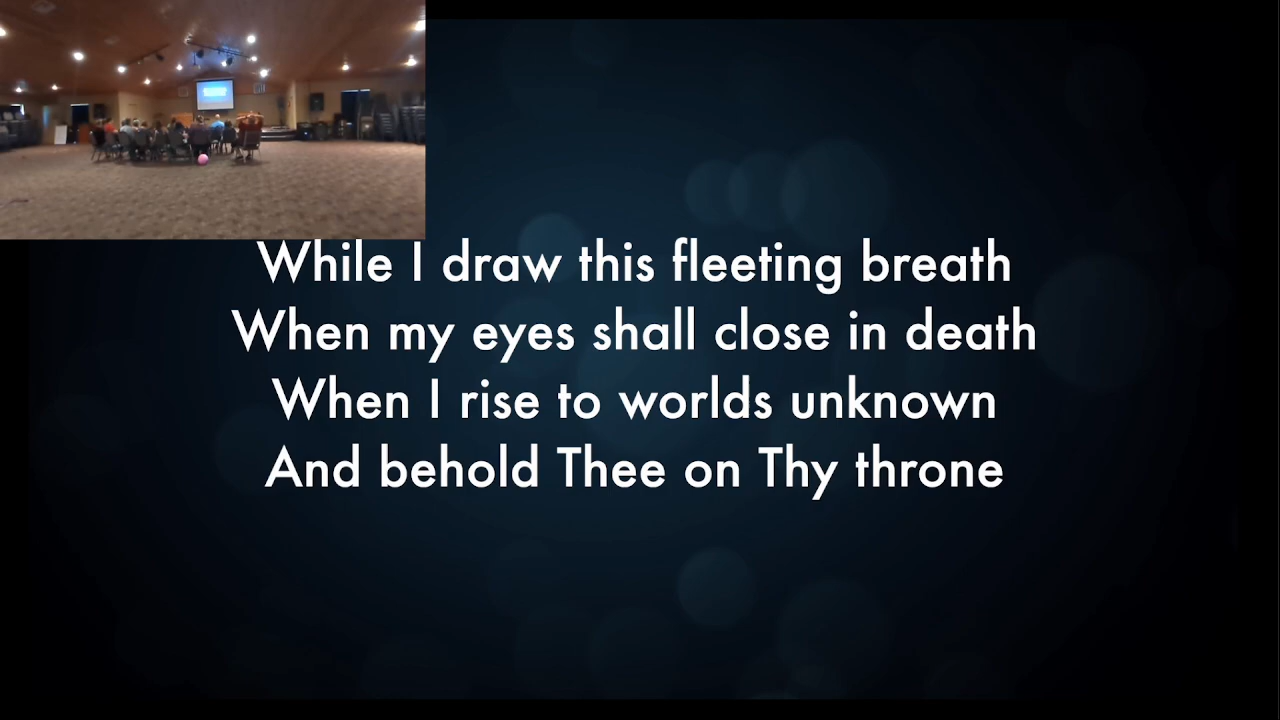 While I draw this fleeting breath
When my eyes shall close in death
When I rise to worlds unknown
And behold Thee on Thy throne